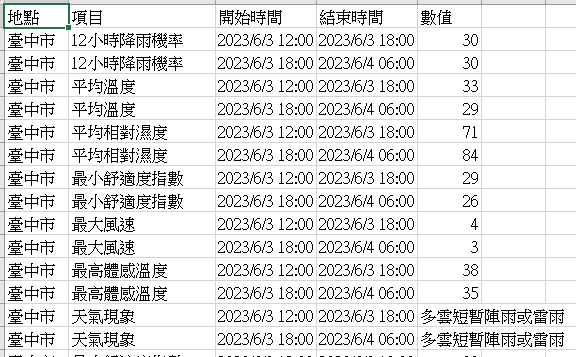 地點 項目 開始時間 結束時間 數值
臺中市 12小時降雨機率 2023/6/3 12:00 2023/6/3 18:00 30
臺中市 12小時降雨機率 2023/6/3 18:00 2023/6/4 06:00 30
臺中市 平均溫度 2023/6/3 12:00 2023/6/3 18:00 33
臺中市 平均溫度 2023/6/3 18:00 2023/6/4 06:00 29
臺中市 平均相對濕度 2023/6/3 12:00 2023/6/3 18:00 71
臺中市 平均相對濕度 2023/6/3 18:00 2023/6/4 06:00 84
臺中市 最小舒適度指數 2023/6/3 12:00 2023/6/3 18:00 29
臺中市 最小舒適度指數 2023/6/3 18:00 2023/6/4 06:00 26
臺中市 最大風速 2023/6/3 12:00 2023/6/3 18:00 4
臺中市 最大風速 2023/6/3 18:00 2023/6/4 06:00 3
臺中市 最高體感溫度 2023/6/3 12:00 2023/6/3 18:00 38
臺中市 最高體感溫度 2023/6/3 18:00 2023/6/4 06:00 35
臺中市 天氣現象 2023/6/3 12:00 2023/6/3 18:00 多雲短暫陣雨或雷雨
臺中市 天氣現象 2023/6/3 18:00 2023/6/4 06:00 多雲短暫陣雨或雷雨